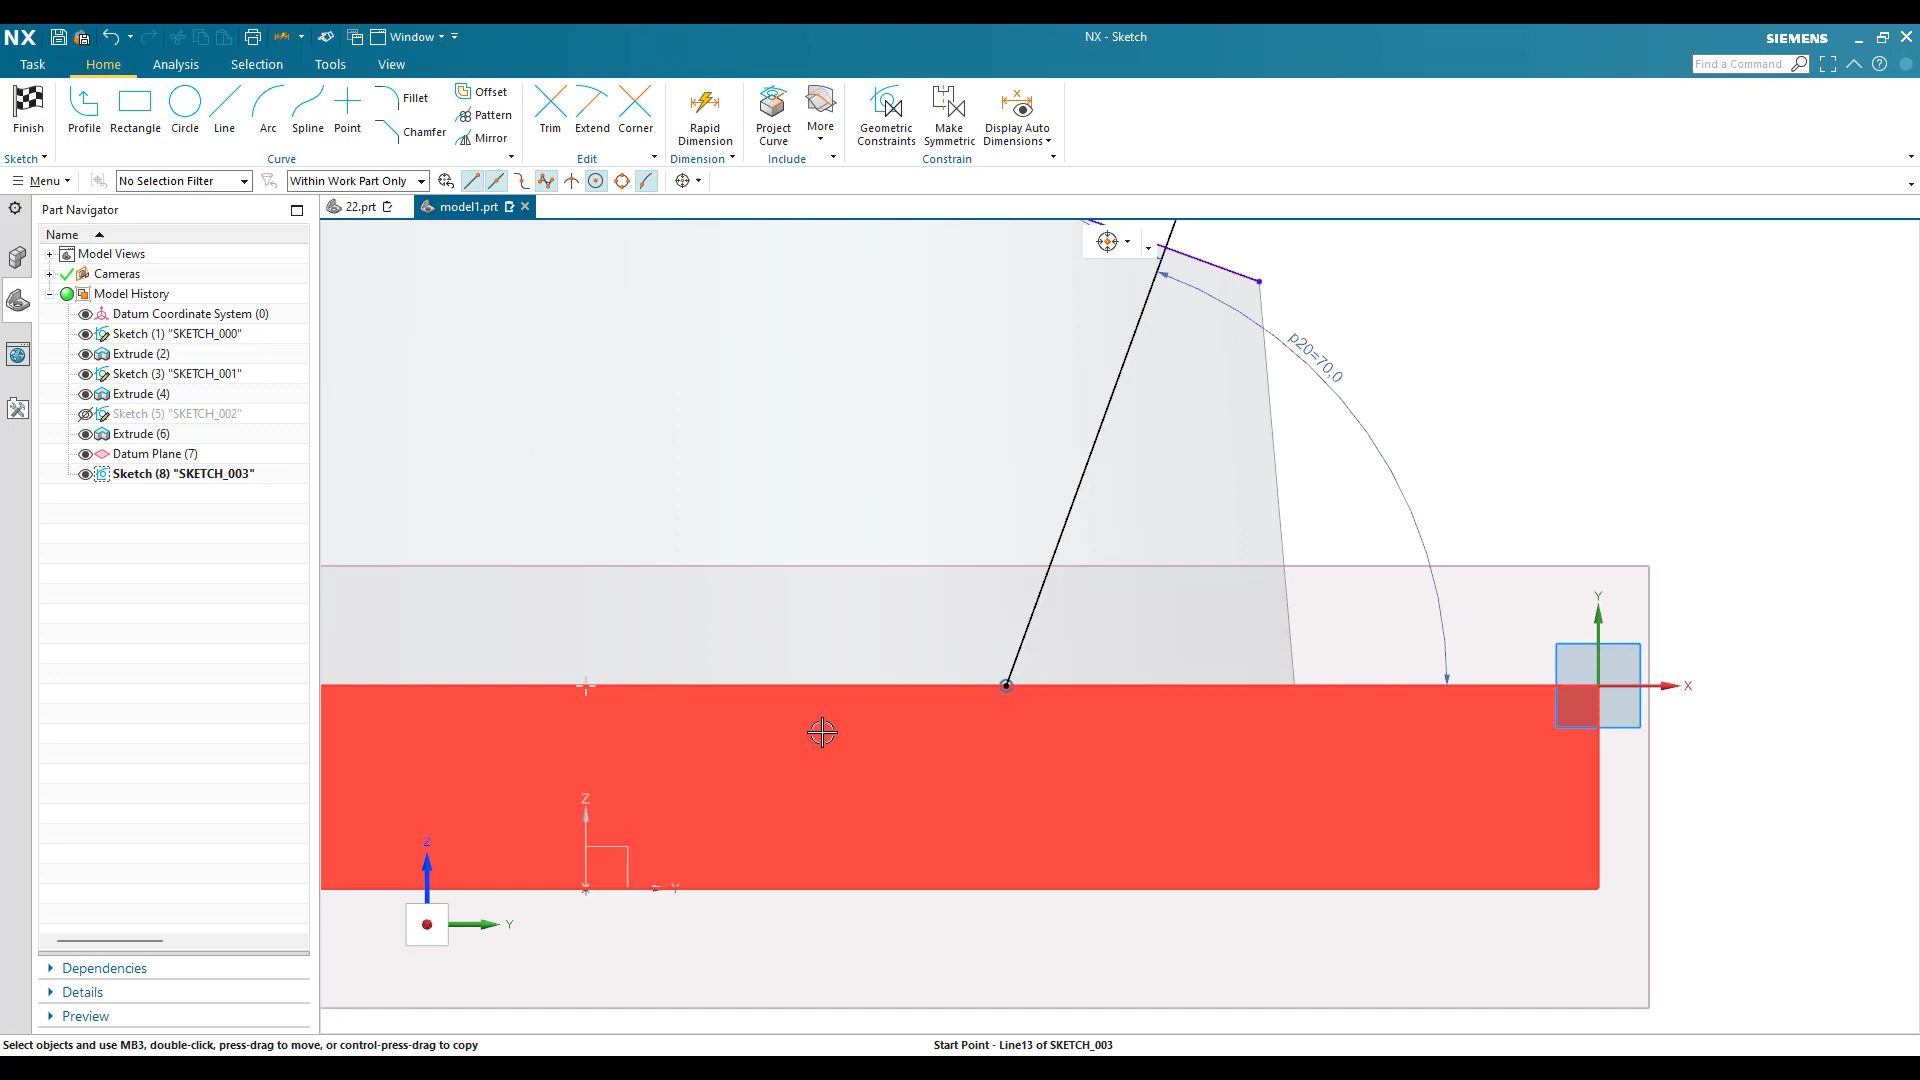 NX
Window
NX - Sketch
SIEMENS
Task
Home
Analysis
Selection
Tools
View
Find a Command
Finish
Profile
Rectangle
Circle
Line
Arc
Spline
Point
Fillet
Chamfer
Offset
Pattern
Mirror
Trim
Extend
Corner
Rapid
Dimension
Project
Curve
More
Geometric
Constraints
Make
Symmetric
Display Auto
Dimensions
Sketch
Curve
Edit
Dimension
Include
Constrain
Menu
No Selection Filter
Within Work Part Only
Part Navigator
22.prt
model1.prt
Name
Model Views
Cameras
Model History
Datum Coordinate System (0)
Sketch (1) "SKETCH_000"
Extrude (2)
Sketch (3) "SKETCH_001"
Extrude (4)
Sketch (5) "SKETCH_002"
Extrude (6)
Datum Plane (7)
Sketch (8) "SKETCH_003"
p20=70,0
Y
X
Z
Y
Z
Y
Dependencies
Details
Preview
Select objects and use MB3, double-click, press-drag to move, or control-press-drag to copy
Start Point - Line13 of SKETCH_003